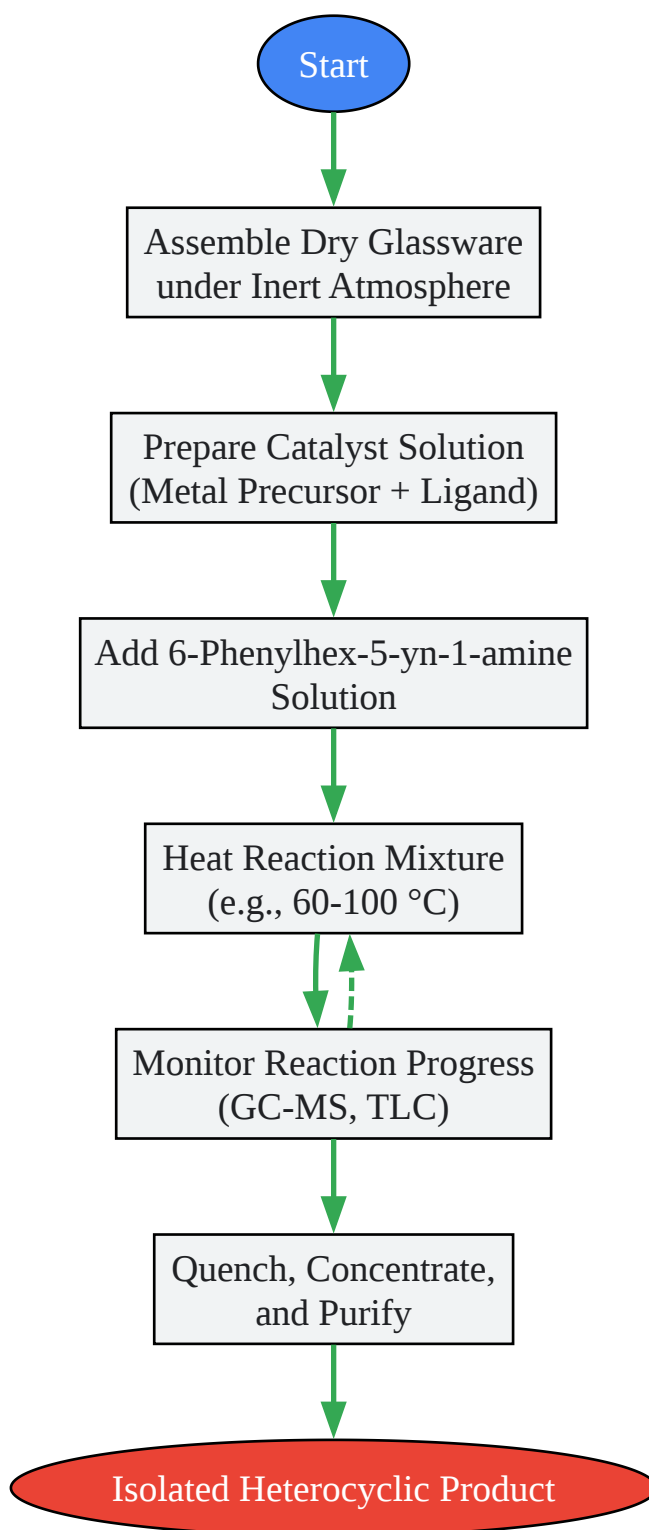 Start
Assemble Dry Glassware
under Inert Atmosphere
Prepare Catalyst Solution
(Metal Precursor + Ligand)
Add 6-Phenylhex-5-yn-1-amine
Solution
Heat Reaction Mixture
(e.g., 60-100 °C)
Monitor Reaction Progress
(GC-MS, TLC)
Quench, Concentrate,
and Purify
Isolated Heterocyclic Product